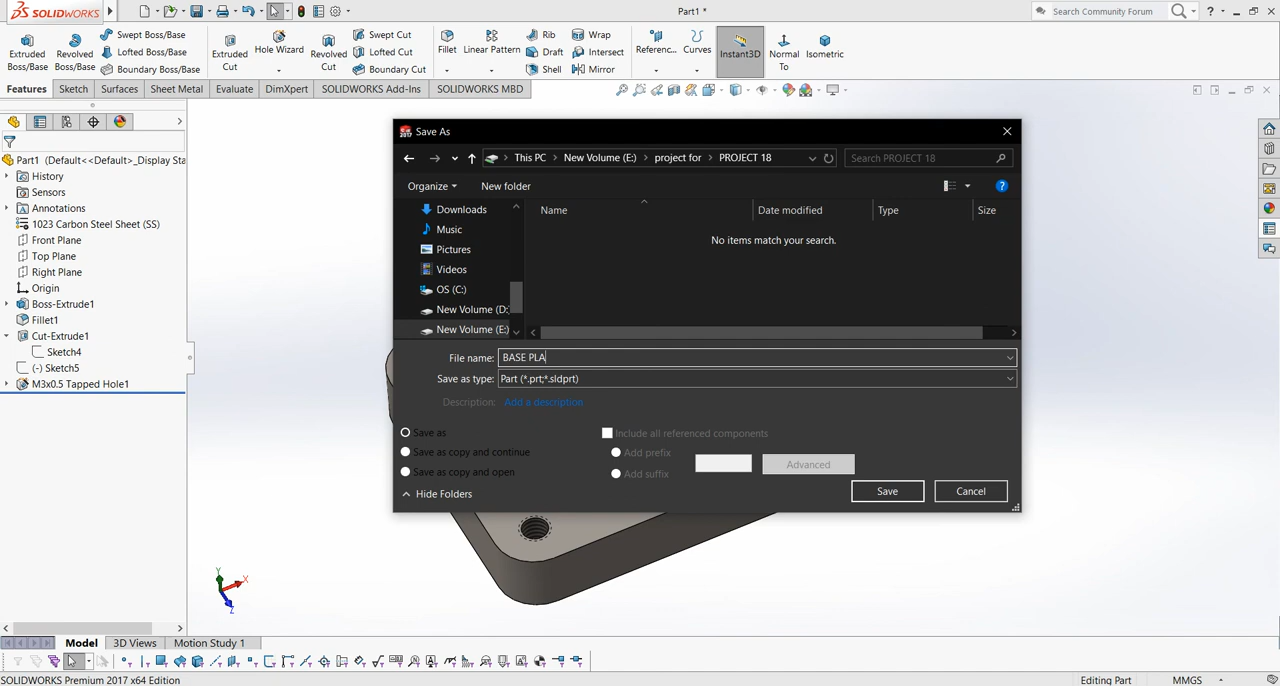 SOLIDWORKS
Part1 *
Search Community Forum
Extruded Boss/Base
Revolved Boss/Base
Swept Boss/Base
Lofted Boss/Base
Boundary Boss/Base
Extruded Cut
Hole Wizard
Revolved Cut
Swept Cut
Lofted Cut
Boundary Cut
Fillet
Linear Pattern
Rib
Draft
Shell
Wrap
Intersect
Mirror
Referenc...
Curves
Instant3D
Normal To
Isometric
Features Sketch Surfaces Sheet Metal Evaluate DimXpert SOLIDWORKS Add-Ins SOLIDWORKS MBD
Part1 (Default<<Default>_Display Sta
History
Sensors
Annotations
1023 Carbon Steel Sheet (SS)
Front Plane
Top Plane
Right Plane
Origin
Boss-Extrude1
Fillet1
Cut-Extrude1
Sketch4
(-) Sketch5
M3x0.5 Tapped Hole1
Save As
This PC > New Volume (E:) > project for > PROJECT 18
Search PROJECT 18
Organize New folder
Downloads
Music
Pictures
Videos
OS (C:)
New Volume (D:
New Volume (E:)
Name Date modified Type Size
No items match your search.
File name: BASE PLA
Save as type: Part (*.prt;*.sldprt)
Description: Add a description
Save as
Save as copy and continue
Save as copy and open
Include all referenced components
Add prefix
Add suffix
Advanced
Hide Folders
Save Cancel
Y
X
Z
Model 3D Views Motion Study 1
SOLIDWORKS Premium 2017 x64 Edition
Editing Part MMGS